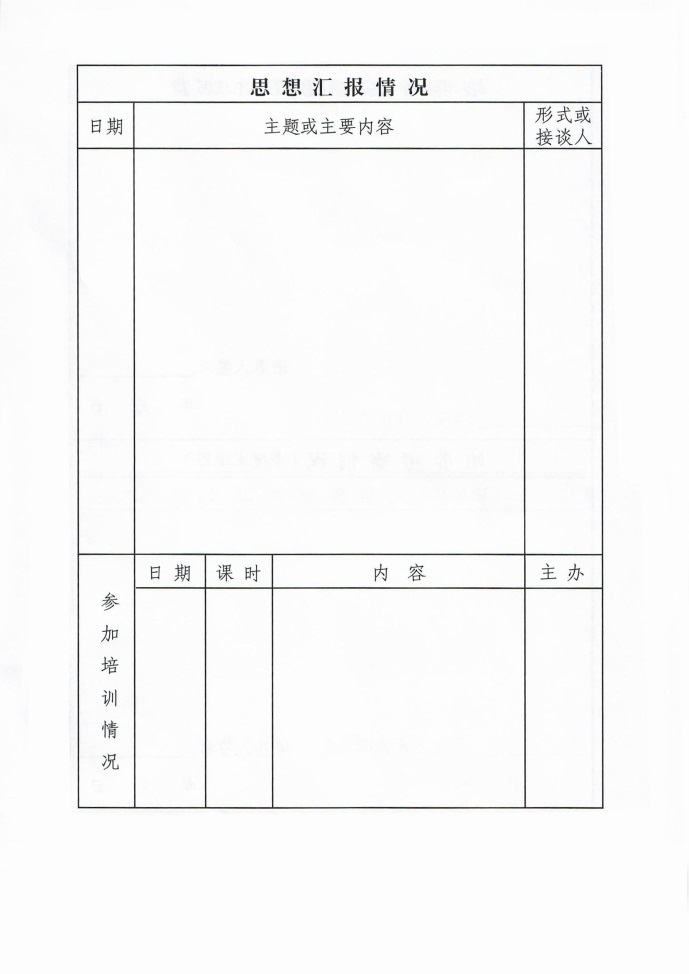 思想汇报情况
日期 主题或主要内容 形式或
接谈人
参加培训情况
日期 课时 内容 主办